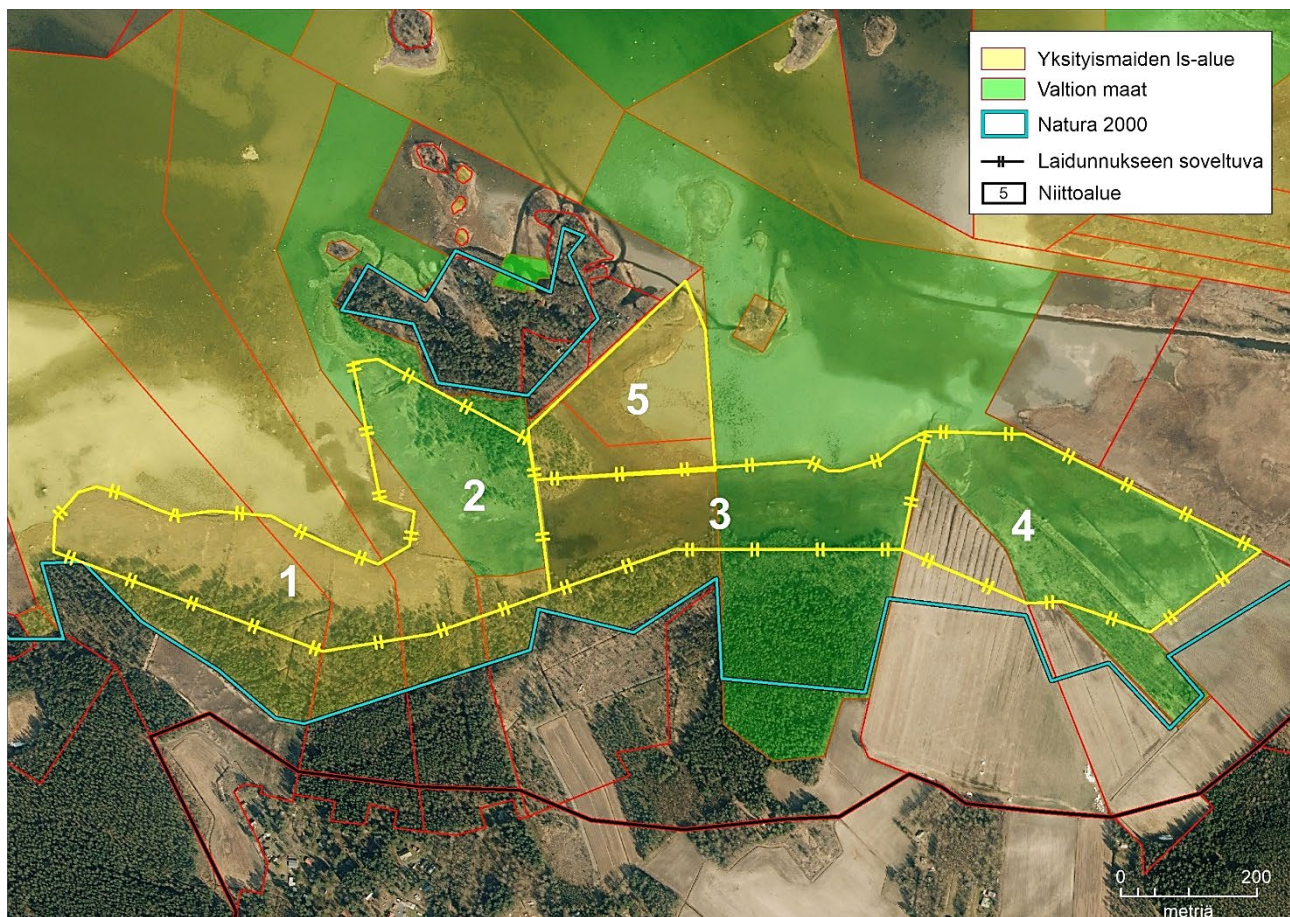 Yksityismaiden ls-alue
Valtion maat
Natura 2000
Laidunnukseen soveltuva
5 Niittoalue
5
2
3
4
1
0 200
metriä